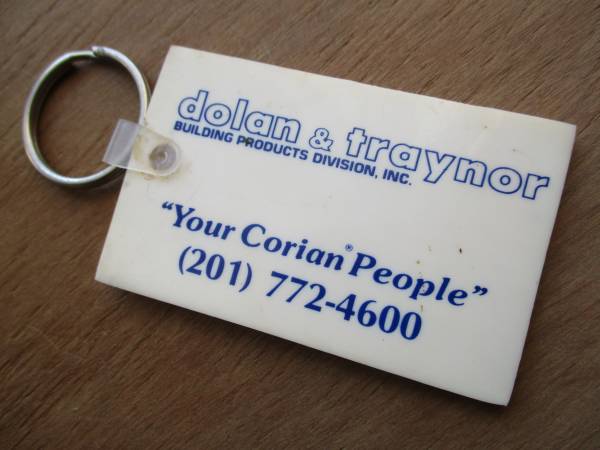 dolan & traynor
BUILDING PRODUCTS DIVISION, INC.
“Your Corian® People”
(201) 772-4600